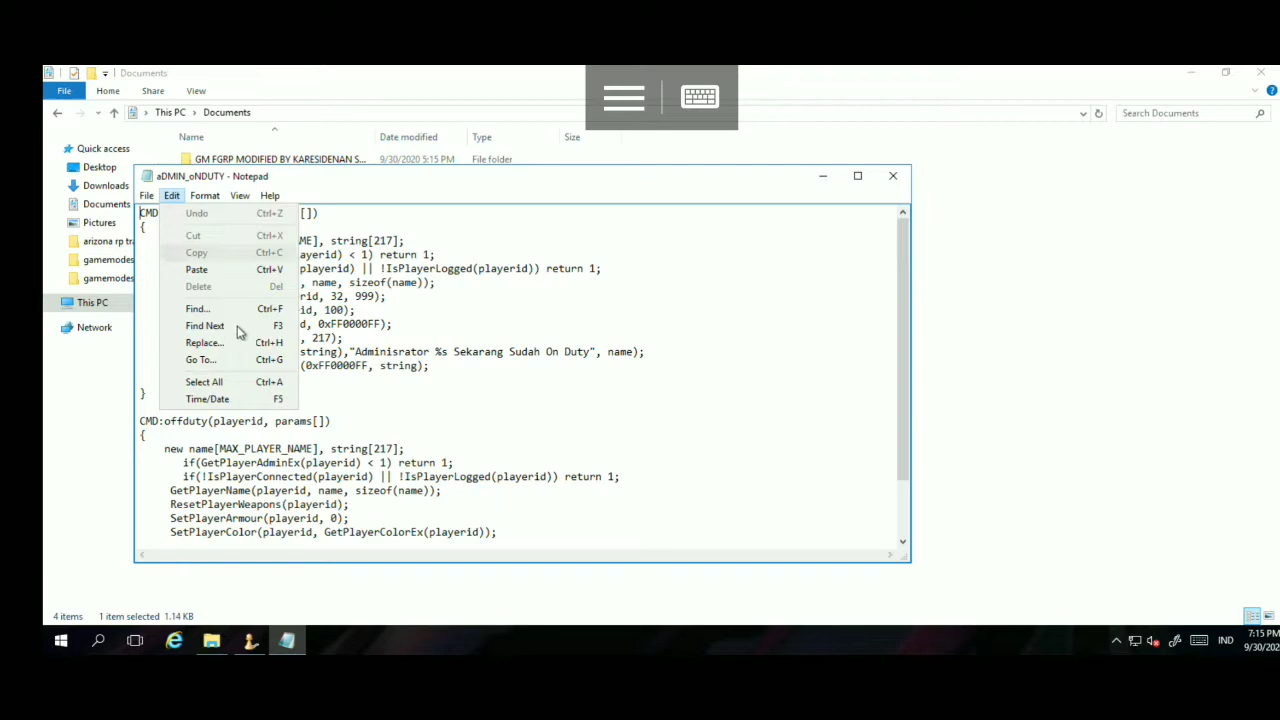 Documents
File Home Share View
This PC Documents
Search Documents
Name Date modified Type Size
Quick access
Desktop
Downloads
Documents
Pictures
arizona rp tra
gamemodes
gamemodes
This PC
Network
GM FGRP MODIFIED BY KARESIDENAN S... 9/30/2020 5:15 PM File folder
aDMIN_oNDUTY - Notepad
File Edit Format View Help
Undo Ctrl+Z
Cut Ctrl+X
Copy Ctrl+C
Paste Ctrl+V
Delete Del
Find... Ctrl+F
Find Next F3
Replace... Ctrl+H
Go To... Ctrl+G
Select All Ctrl+A
Time/Date F5
CMD [])
{
ME], string[217];
ayerid) < 1) return 1;
playerid) || !IsPlayerLogged(playerid)) return 1;
, name, sizeof(name));
rid, 32, 999);
id, 100);
d, 0xFF0000FF);
, 217);
string),"Adminisrator %s Sekarang Sudah On Duty", name);
(0xFF0000FF, string);
}
CMD:offduty(playerid, params[])
{
new name[MAX_PLAYER_NAME], string[217];
if(GetPlayerAdminEx(playerid) < 1) return 1;
if(!IsPlayerConnected(playerid) || !IsPlayerLogged(playerid)) return 1;
GetPlayerName(playerid, name, sizeof(name));
ResetPlayerWeapons(playerid);
SetPlayerArmour(playerid, 0);
SetPlayerColor(playerid, GetPlayerColorEx(playerid));
4 items 1 item selected 1.14 KB
IND
7:15 PM
9/30/202